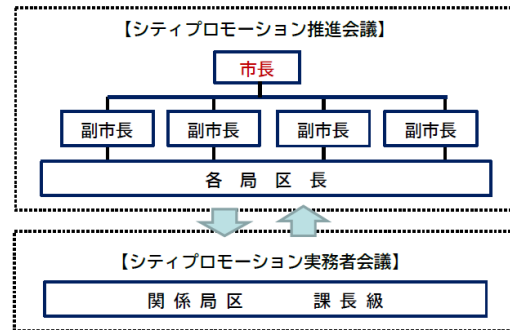 【シティプロモーション推進会議】
市長
副市長 副市長 副市長 副市長
各 局 区 長
【シティプロモーション実務者会議】
関 係 局 区 課 長 級